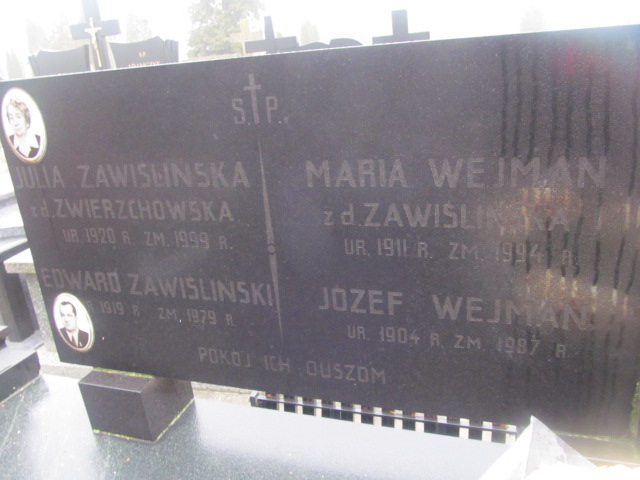 Ś.P.
JULIA ZAWIŚLIŃSKA
z d. ZWIERZCHOWSKA
UR. 1920 R. ZM. 1999 R.
EDWARD ZAWIŚLIŃSKI
1919 R. ZM. 1979 R
MARIA WEJMAN
z d. ZAWIŚLIŃSKA
UR. 1911 R. ZM. 1994 R.
JÓZEF WEJMAN
UR. 1904 R. ZM. 1987 R.
POKÓJ ICH DUSZOM